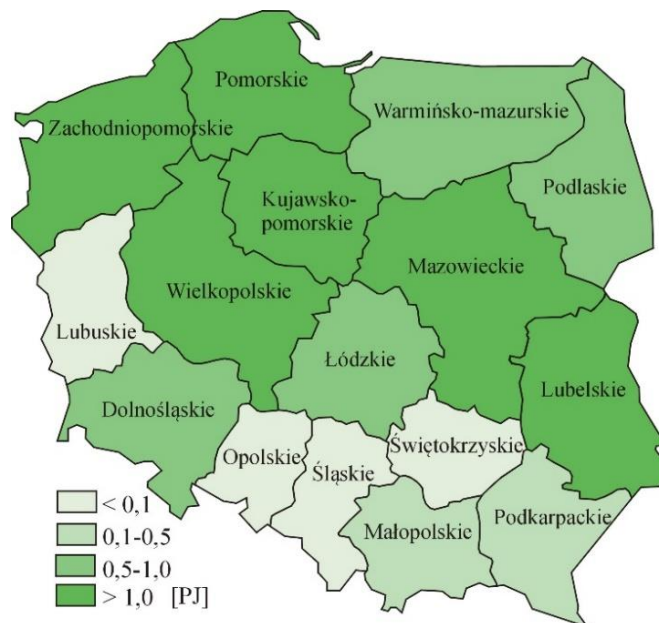 Pomorskie
Zachodniopomorskie
Warmińsko-mazurskie
Podlaskie
Kujawsko-
pomorskie
Mazowieckie
Wielkopolskie
Lubuskie
Łódzkie
Lubelskie
Dolnośląskie
Opolskie
Śląskie
Świętokrzyskie
Małopolskie
Podkarpackie
< 0,1
0,1-0,5
0,5-1,0
> 1,0 [PJ]